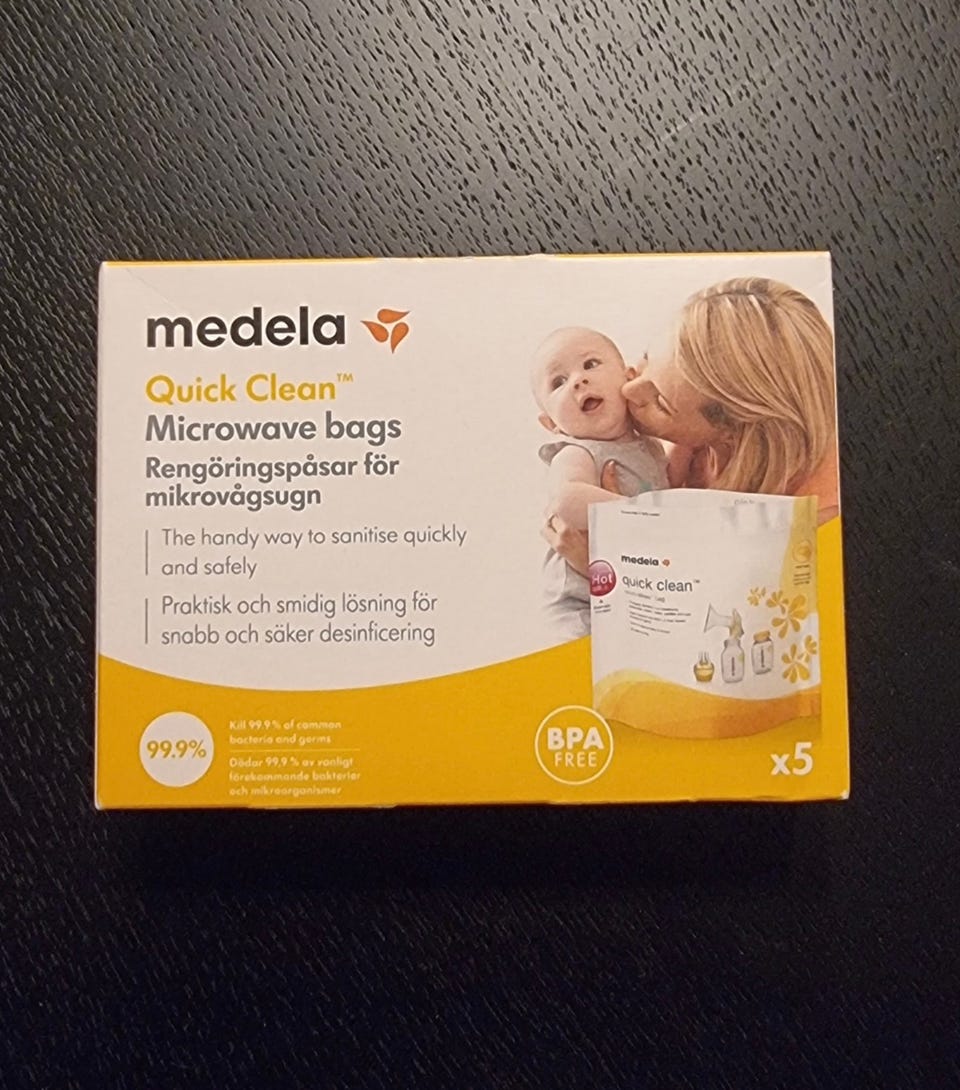 medela
Quick Clean™
Microwave bags
Rengöringspåsar för
mikrovågsugn
The handy way to sanitise quickly
and safely
Praktisk och smidig lösning för
snabb och säker desinficering
medela
Hot
quick clean™
99.9%
Kill 99.9% of common
bacteria and germs
Dödar 99,9% av vanligt
förekommande bakterier
och mikroorganismer
BPA
FREE
x5